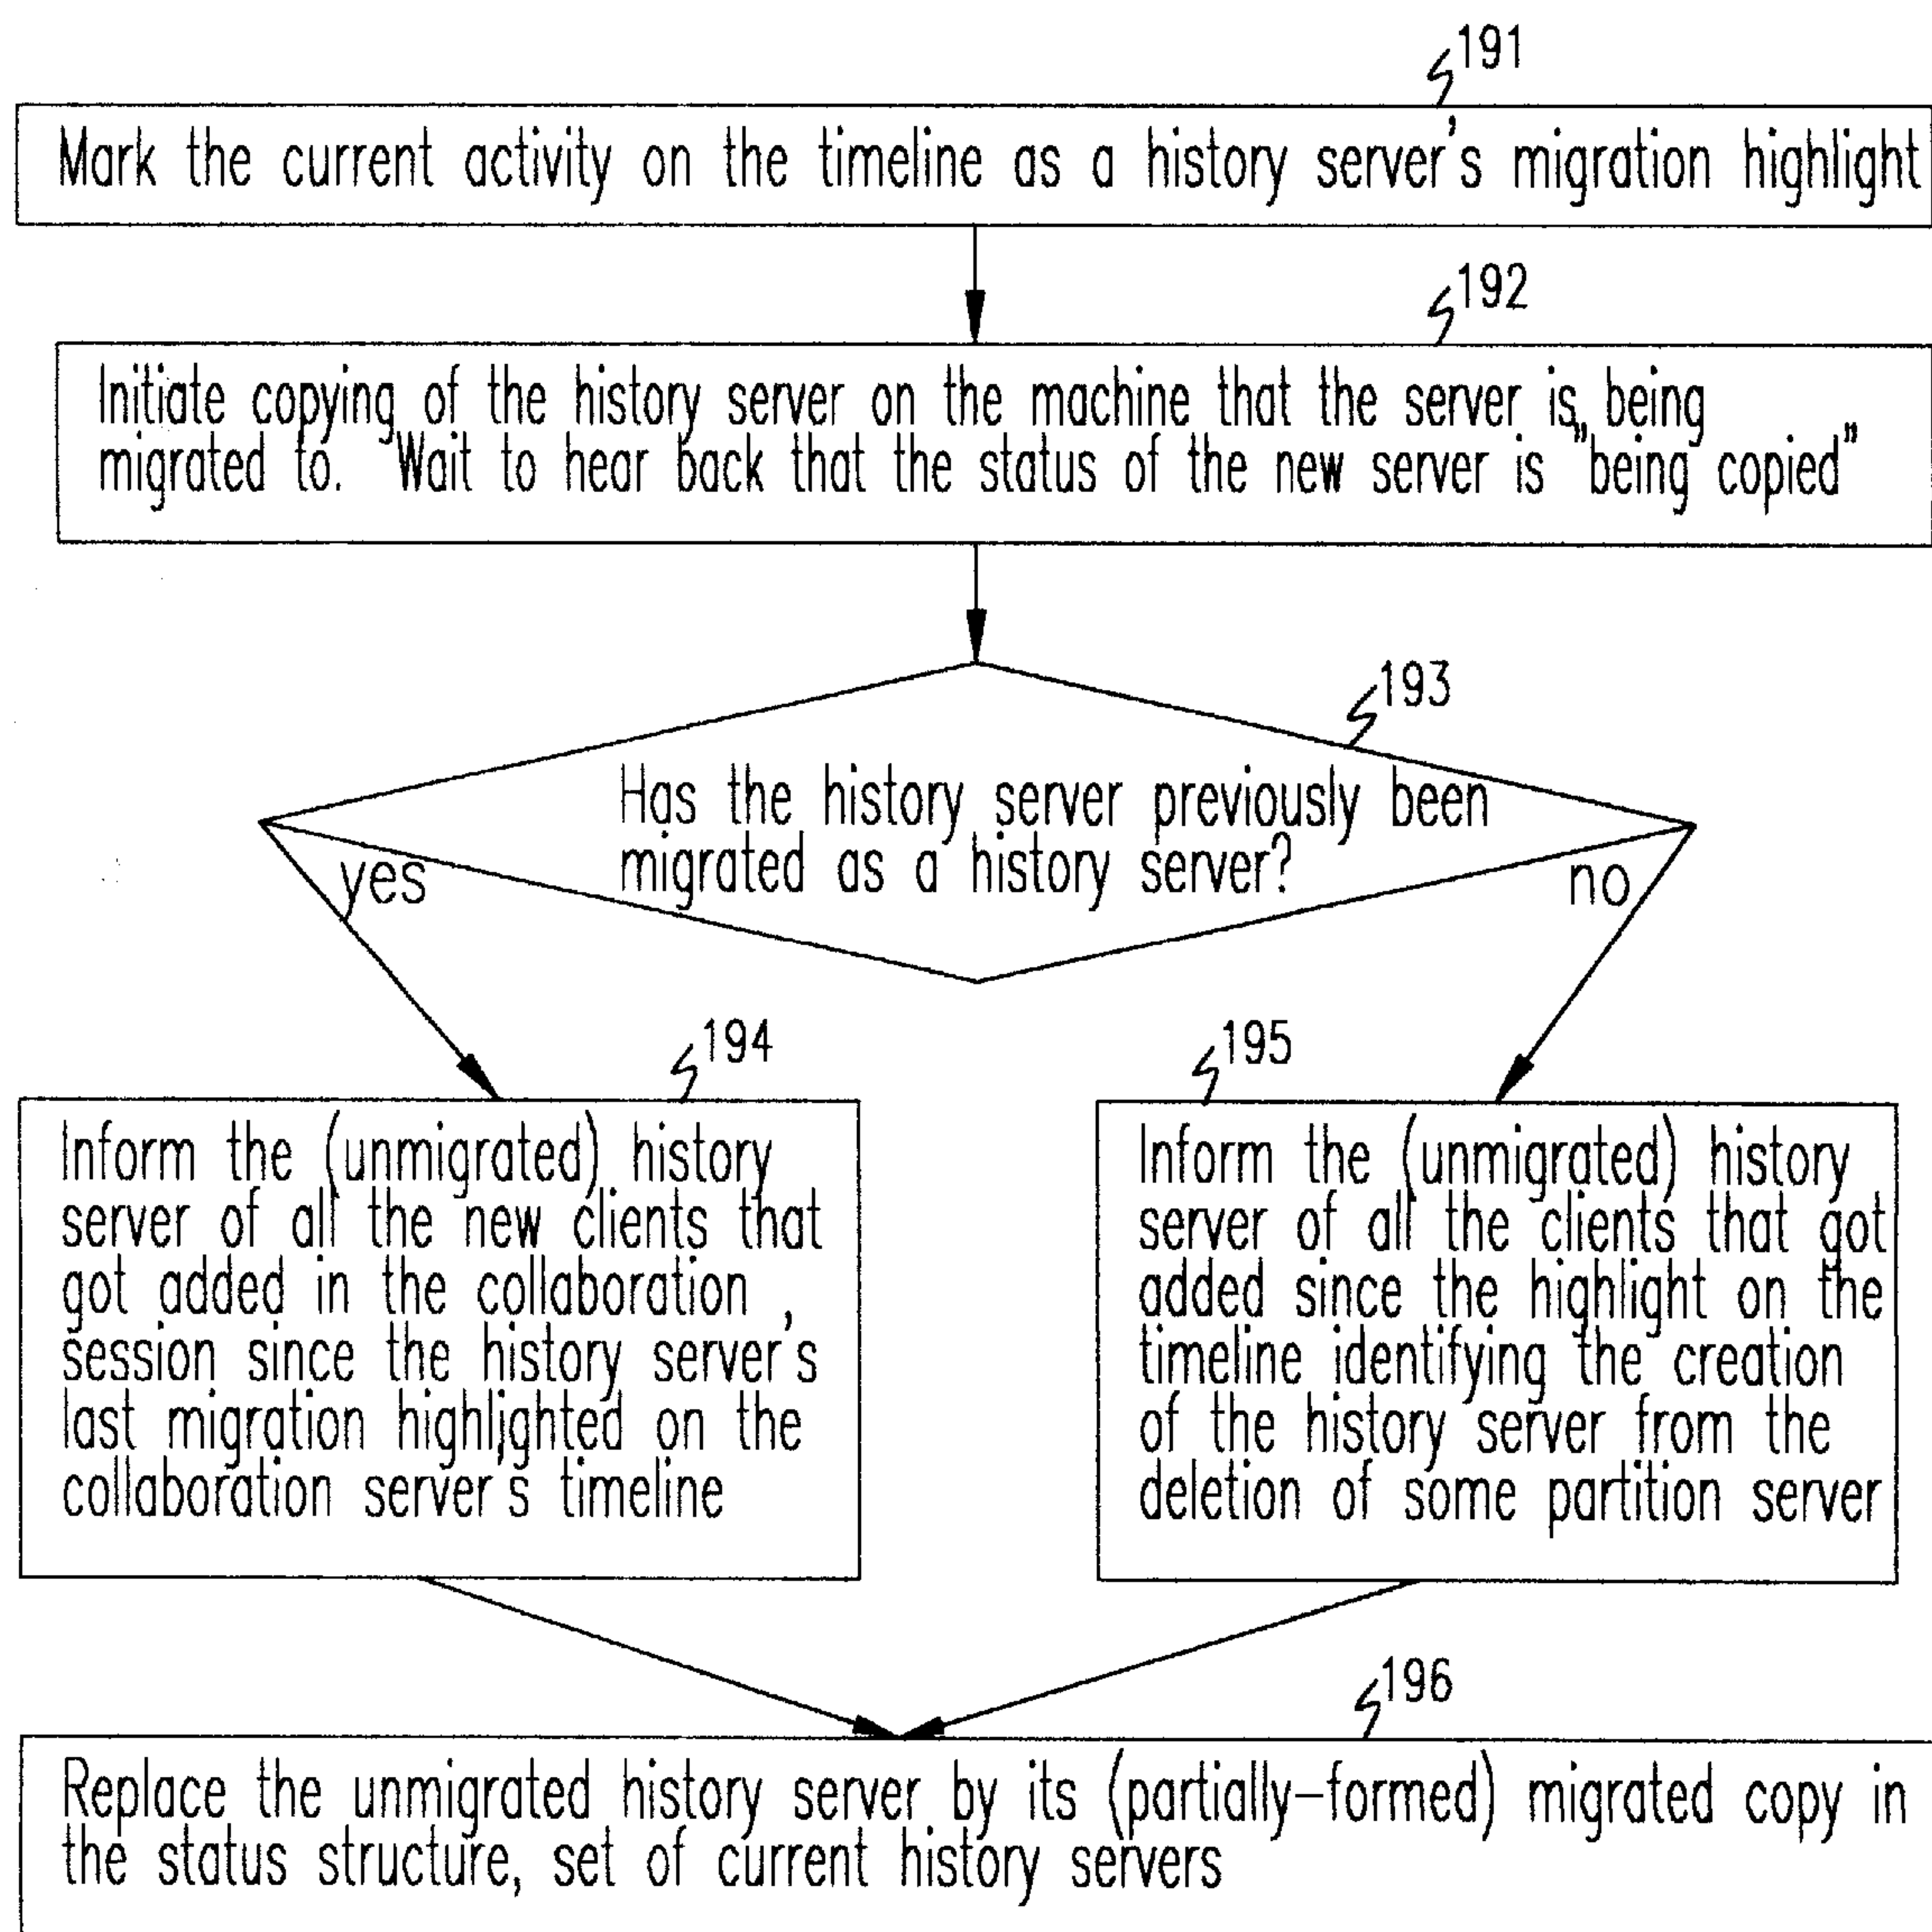 191
Mark the current activity on the timeline as a history server's migration highlight
192
Initiate copying of the history server on the machine that the server is being
migrated to. Wait to hear back that the status of the new server is "being copied"
193
Has the history server previously been
migrated as a history server?
yes
no
194
Inform the (unmigrated) history
server of all the new clients that
got added in the collaboration
session since the history server's
last migration highlighted on the
collaboration server's timeline
195
Inform the (unmigrated) history
server of all the clients that got
added since the highlight on the
timeline identifying the creation
of the history server from the
deletion of some partition server
196
Replace the unmigrated history server by its (partially-formed) migrated copy in
the status structure, set of current history servers